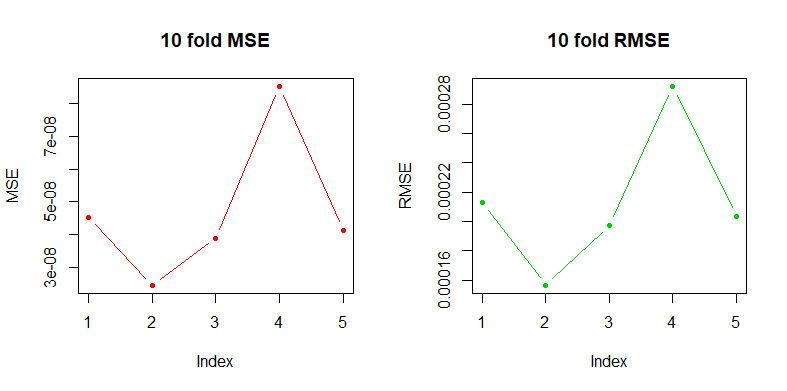 10 fold MSE
MSE
7e-08
5e-08
3e-08
1 2 3 4 5
Index
10 fold RMSE
RMSE
0.00028
0.00022
0.00016
1 2 3 4 5
Index